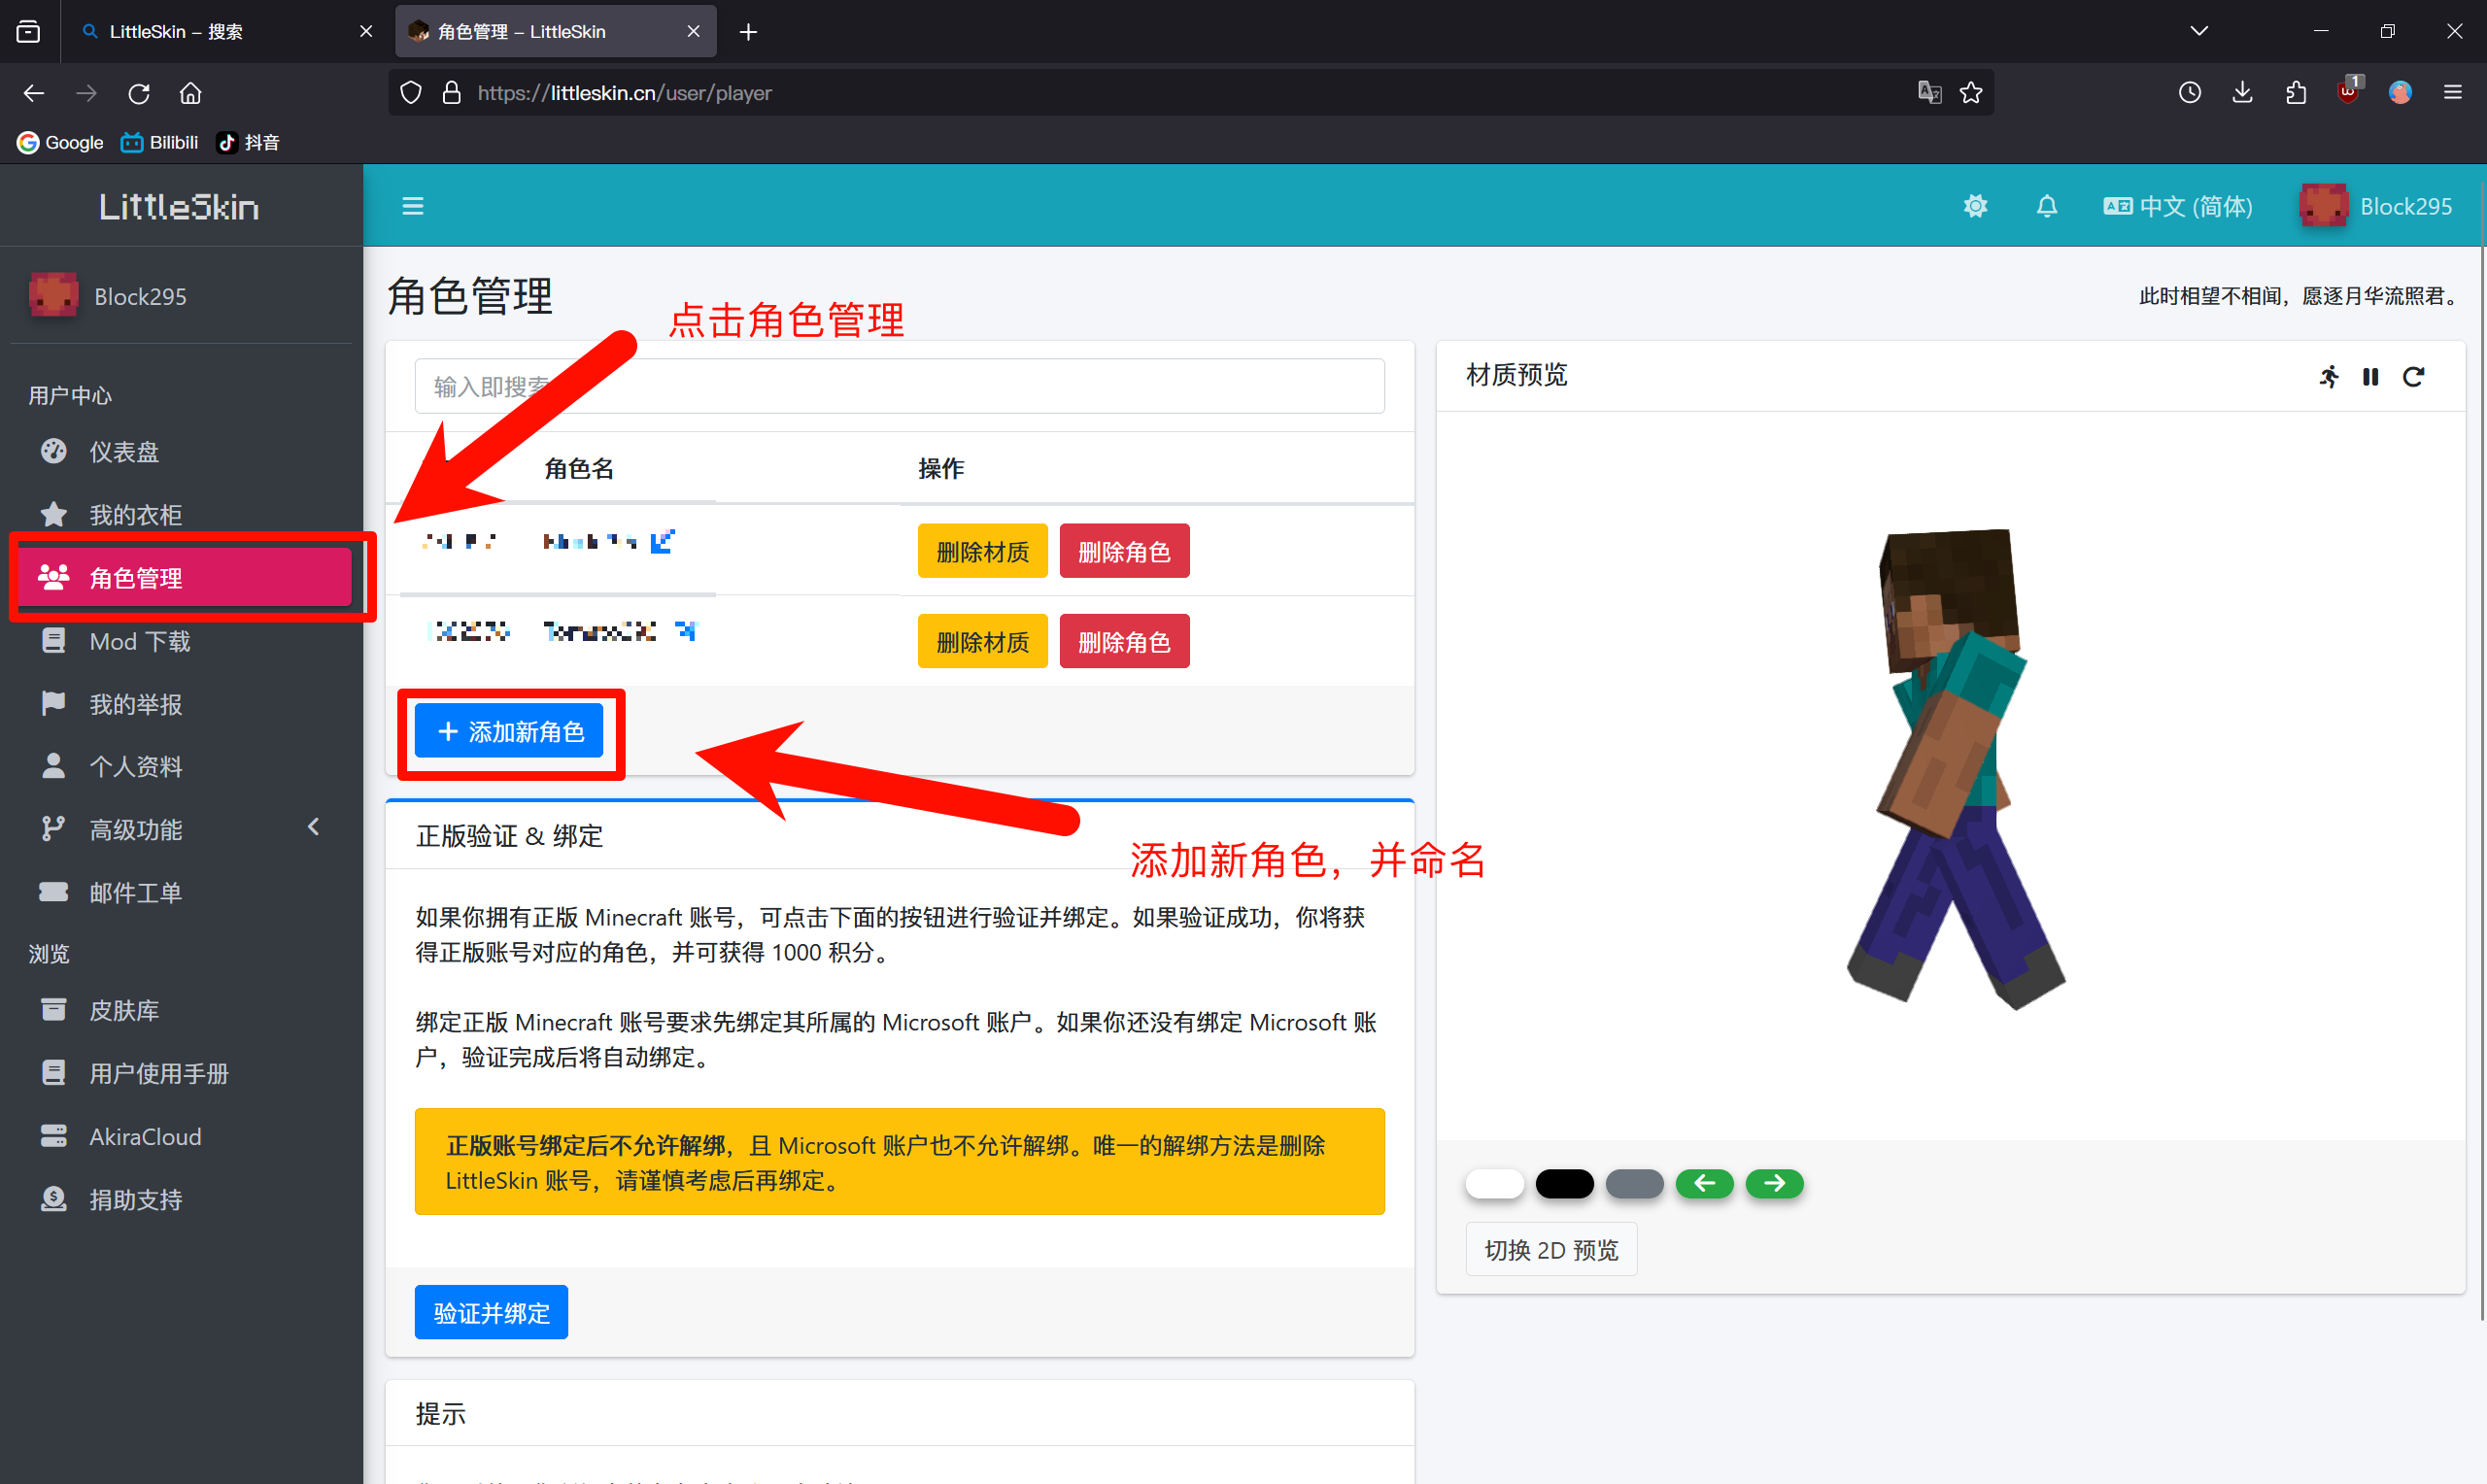 LittleSkin – 搜索
角色管理 – LittleSkin
https://littleskin.cn/user/player
1
Google
Bilibili
抖音
LittleSkin
中文 (简体)
Block295
Block295
用户中心
仪表盘
我的衣柜
角色管理
Mod 下载
我的举报
个人资料
高级功能
邮件工单
浏览
皮肤库
用户使用手册
AkiraCloud
捐助支持
角色管理
此时相望不相闻，愿逐月华流照君。
点击角色管理
输入即搜索
角色名
操作
删除材质
删除角色
删除材质
删除角色
添加新角色
添加新角色，并命名
正版验证 & 绑定
如果你拥有正版 Minecraft 账号，可点击下面的按钮进行验证并绑定。如果验证成功，你将获
得正版账号对应的角色，并可获得 1000 积分。
绑定正版 Minecraft 账号要求先绑定其所属的 Microsoft 账户。如果你还没有绑定 Microsoft 账
户，验证完成后将自动绑定。
正版账号绑定后不允许解绑，且 Microsoft 账户也不允许解绑。唯一的解绑方法是删除
LittleSkin 账号，请谨慎考虑后再绑定。
验证并绑定
提示
材质预览
切换 2D 预览